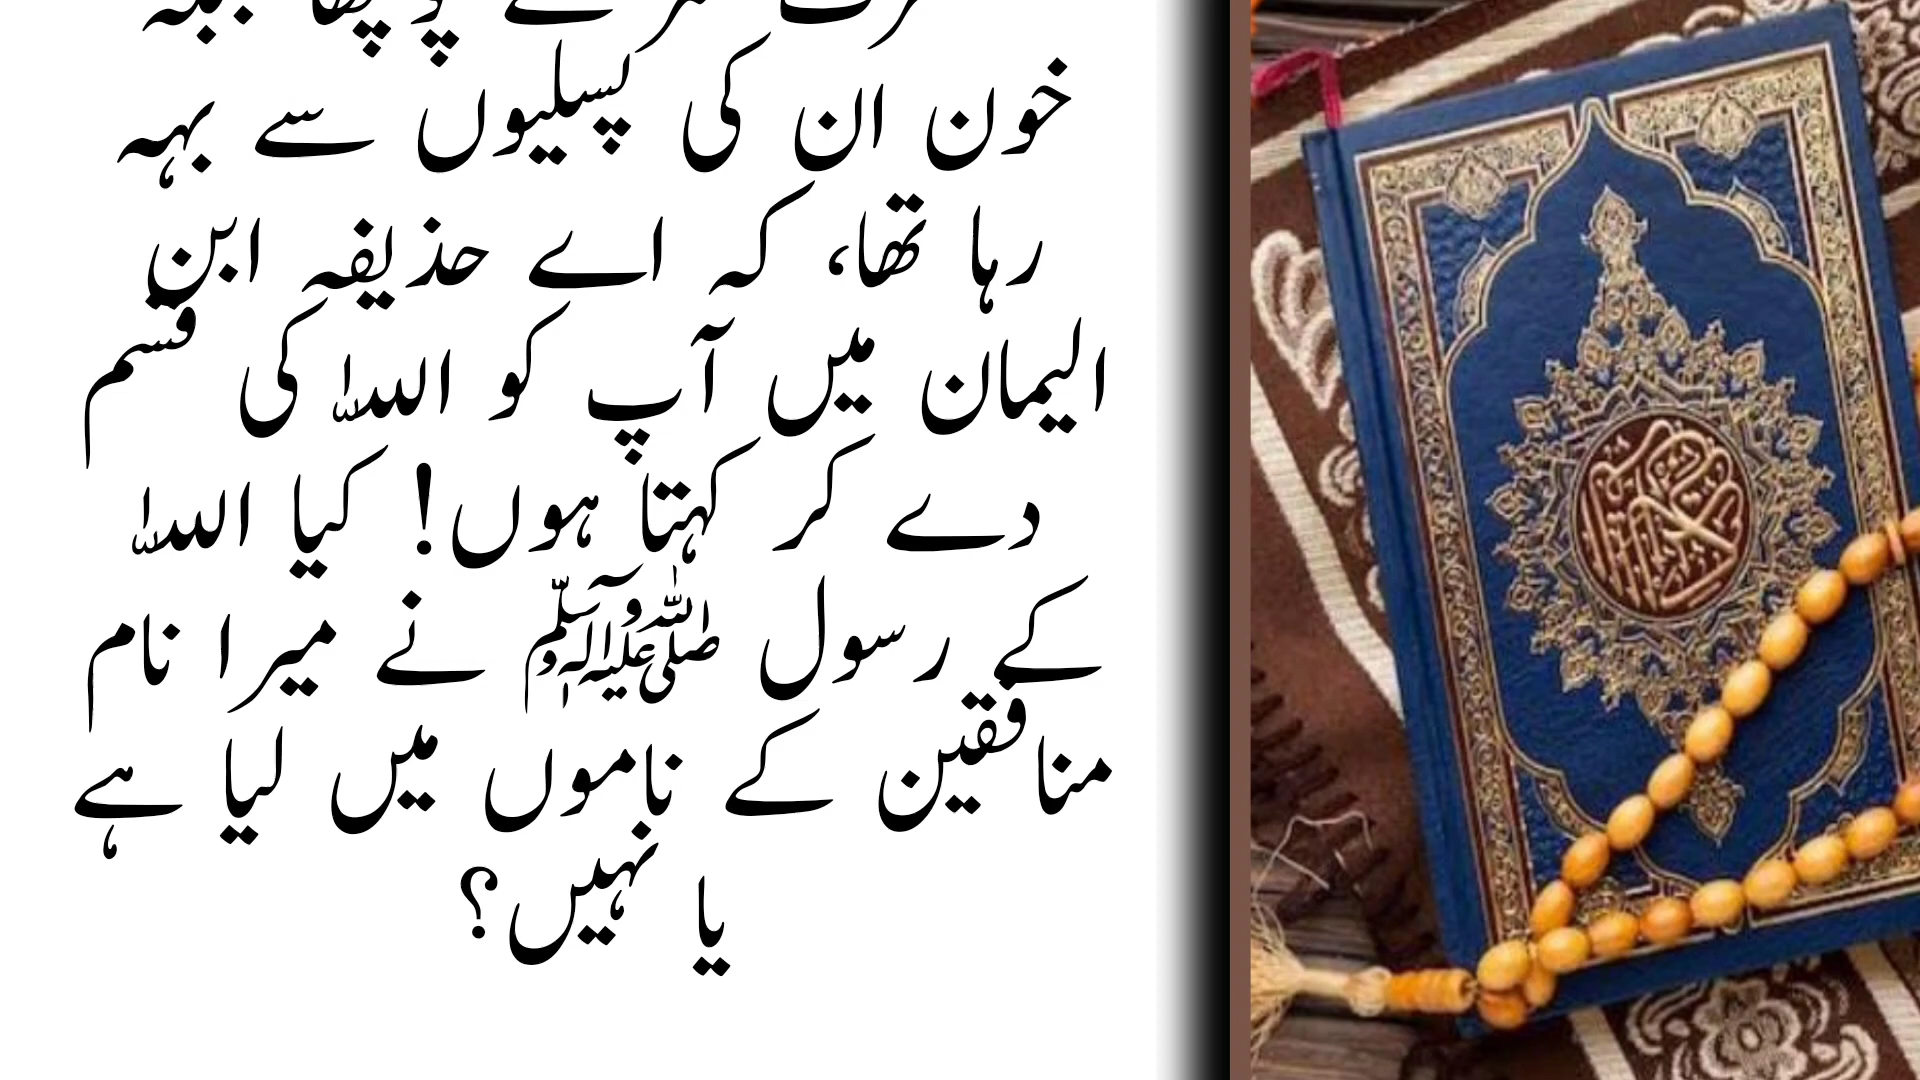 خون ان کی پسلیوں سے بہہ
رہا تھا، کہ اے حذیفہ ابن
الیمان میں آپ کو اللہ کی قسم
دے کر کہتا ہوں! کیا اللہ
کے رسول ﷺ نے میرا نام
منافقین کے ناموں میں لیا ہے
یا نہیں؟
القرآن الكريم